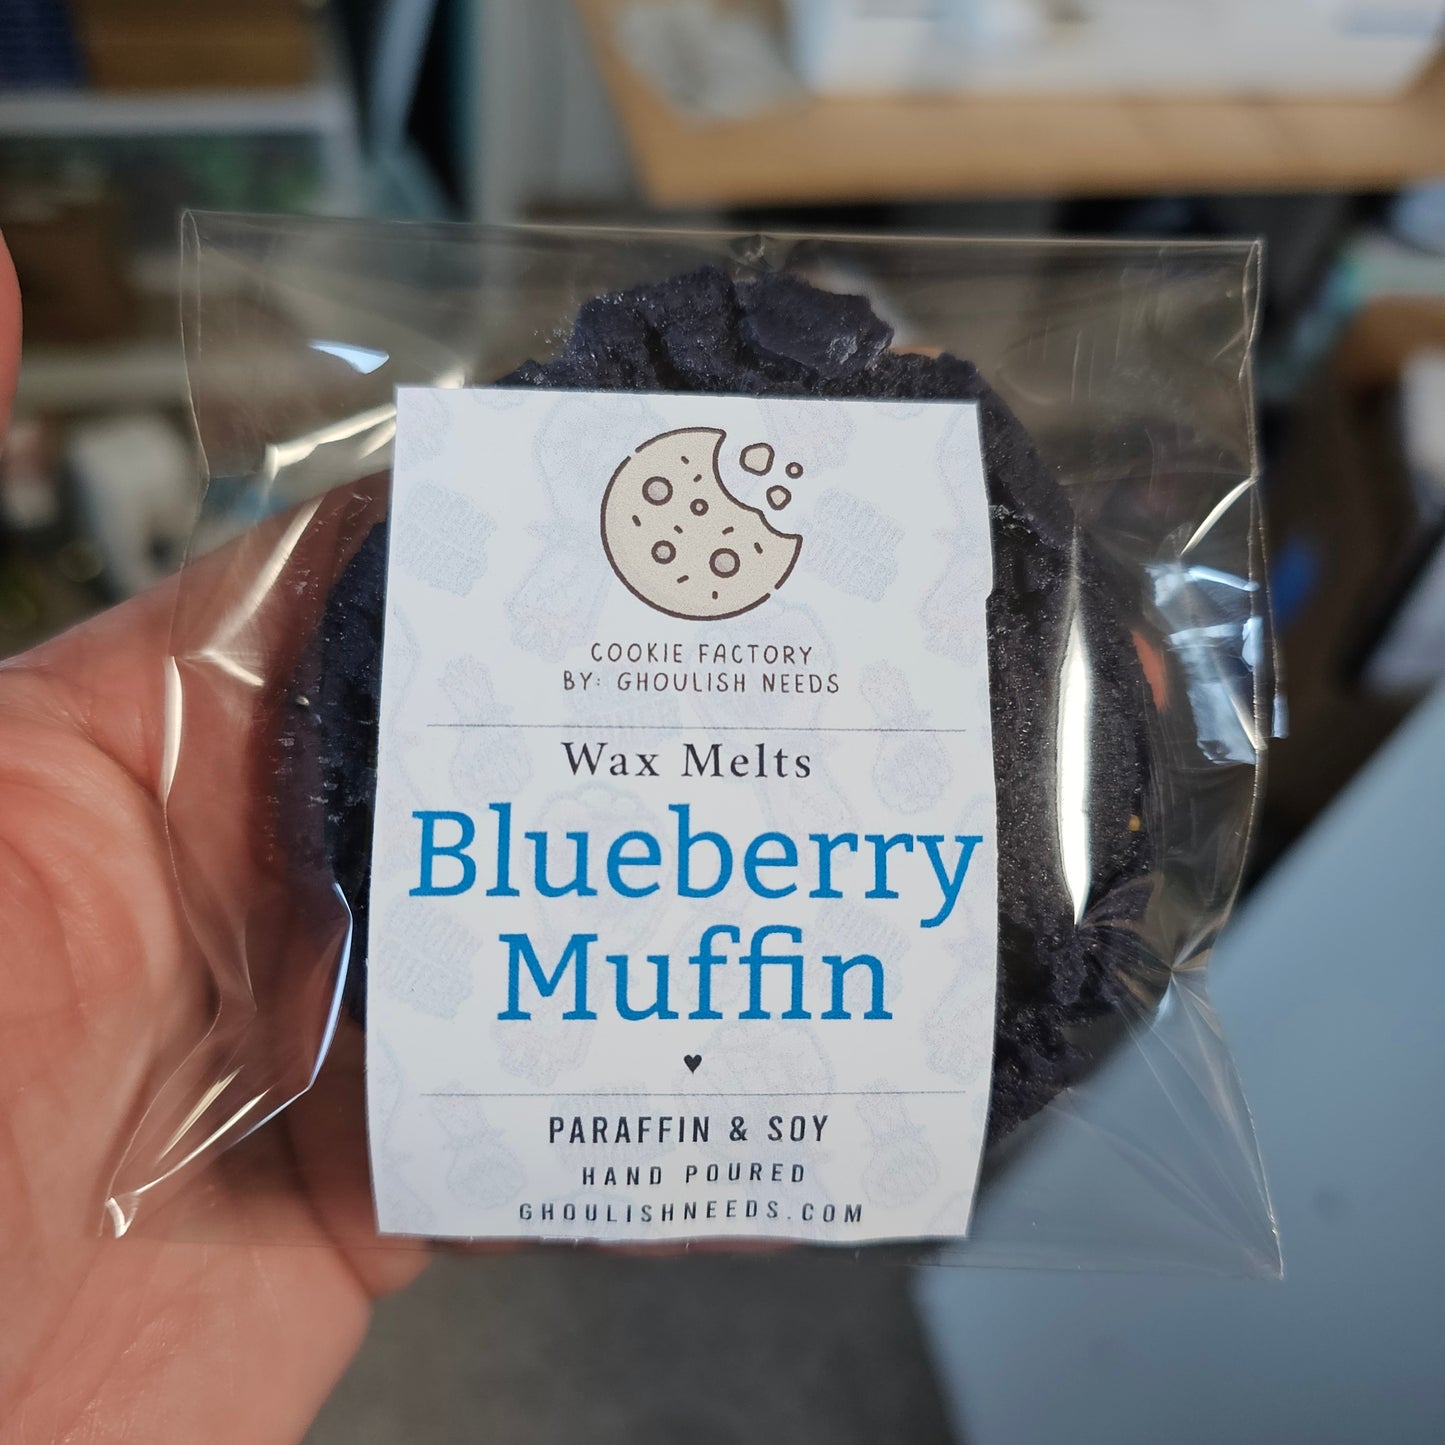 COOKIE FACTORY
BY: GHOULISH NEEDS
Wax Melts
Blueberry
Muffin
PARAFFIN & SOY
HAND POURED
GHOULISHNEEDS.COM